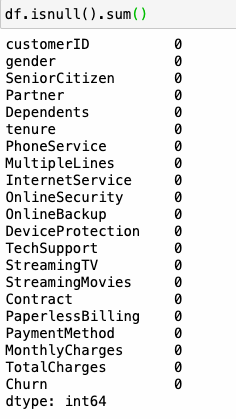 df.isnull().sum()
customerID 0
gender 0
SeniorCitizen 0
Partner 0
Dependents 0
tenure 0
PhoneService 0
MultipleLines 0
InternetService 0
OnlineSecurity 0
OnlineBackup 0
DeviceProtection 0
TechSupport 0
StreamingTV 0
StreamingMovies 0
Contract 0
PaperlessBilling 0
PaymentMethod 0
MonthlyCharges 0
TotalCharges 0
Churn 0
dtype: int64